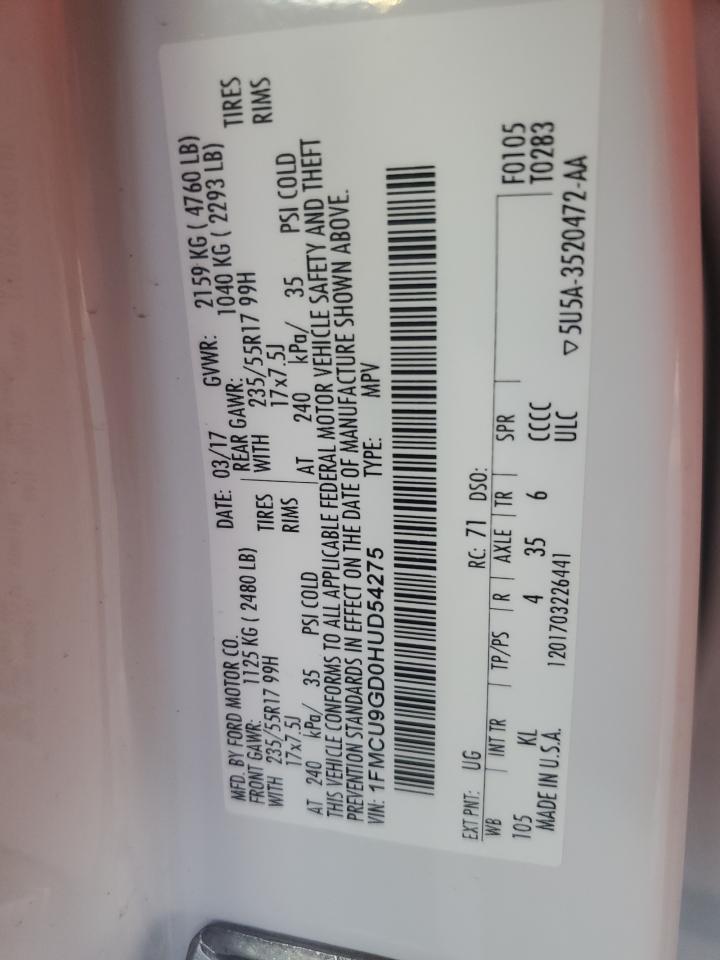 MFD. BY FORD MOTOR CO.
DATE: 03/17 GVWR: 2159 KG ( 4760 LB)
FRONT GAWR: 1125 KG ( 2480 LB) REAR GAWR: 1040 KG ( 2293 LB)
WITH 235/55R17 99H TIRES WITH 235/55R17 99H TIRES
17x7.5J RIMS 17x7.5J RIMS
AT 240 kPa/ 35 PSI COLD AT 240 kPa/ 35 PSI COLD
THIS VEHICLE CONFORMS TO ALL APPLICABLE FEDERAL MOTOR VEHICLE SAFETY AND THEFT
PREVENTION STANDARDS IN EFFECT ON THE DATE OF MANUFACTURE SHOWN ABOVE.
VIN: 1FMCU9GD0HUD54275 TYPE: MPV
EXT PNT: UG RC: 71 DSO: F0105
T0283
WB INT TR TP/PS R AXLE TR SPR
105 KL 4 35 6 CCCC
MADE IN U.S.A. 1201703226441 ULC
▽5U5A-3520472-AA